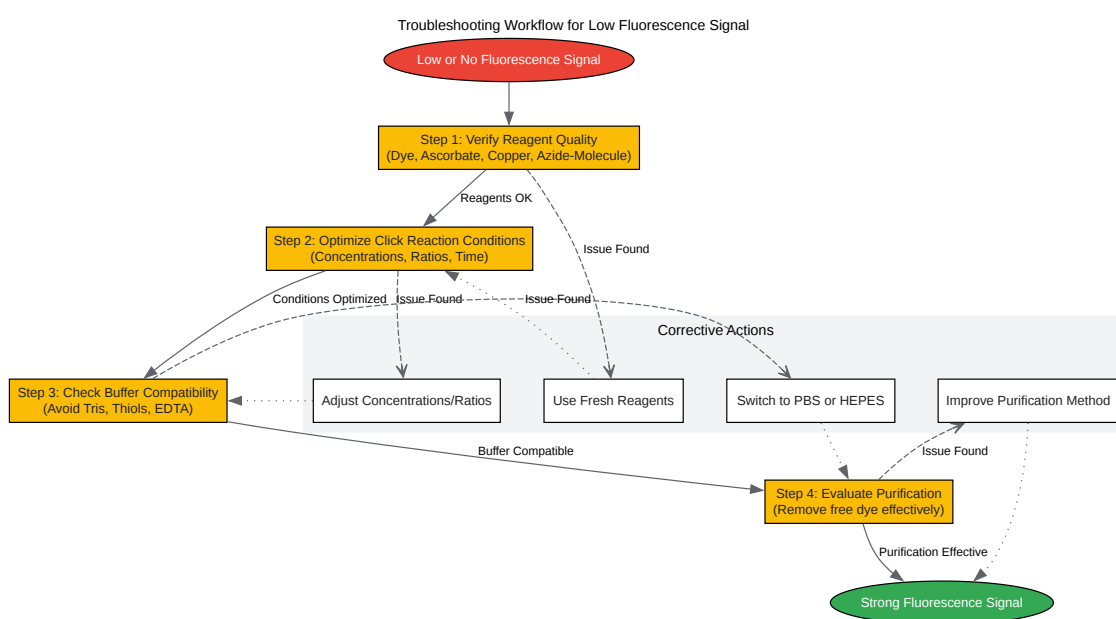 Troubleshooting Workflow for Low Fluorescence Signal
Low or No Fluorescence Signal
Step 1: Verify Reagent Quality
(Dye, Ascorbate, Copper, Azide-Molecule)
Reagents OK
Issue Found
Step 2: Optimize Click Reaction Conditions
(Concentrations, Ratios, Time)
Conditions Optimized
Issue Found
Issue Found
Corrective Actions
Step 3: Check Buffer Compatibility
(Avoid Tris, Thiols, EDTA)
Adjust Concentrations/Ratios
Use Fresh Reagents
Switch to PBS or HEPES
Improve Purification Method
Buffer Compatible
Issue Found
Step 4: Evaluate Purification
(Remove free dye effectively)
Purification Effective
Strong Fluorescence Signal